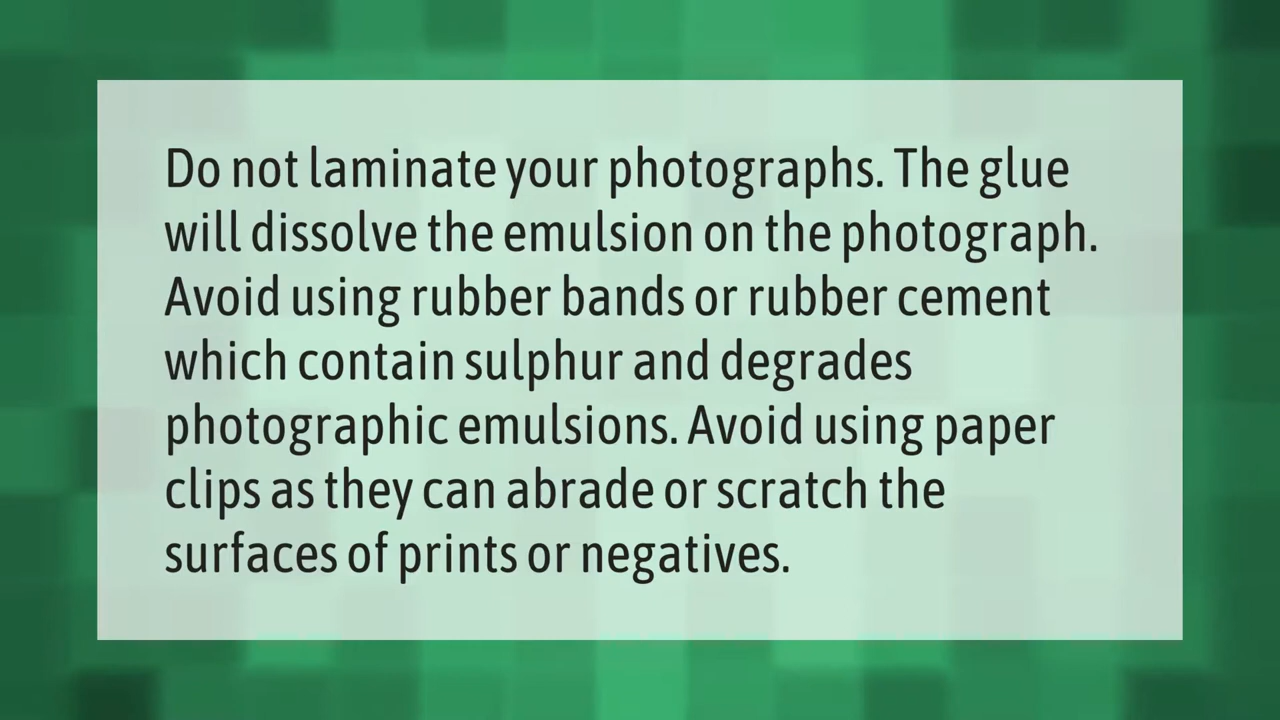 Do not laminate your photographs. The glue
will dissolve the emulsion on the photograph.
Avoid using rubber bands or rubber cement
which contain sulphur and degrades
photographic emulsions. Avoid using paper
clips as they can abrade or scratch the
surfaces of prints or negatives.